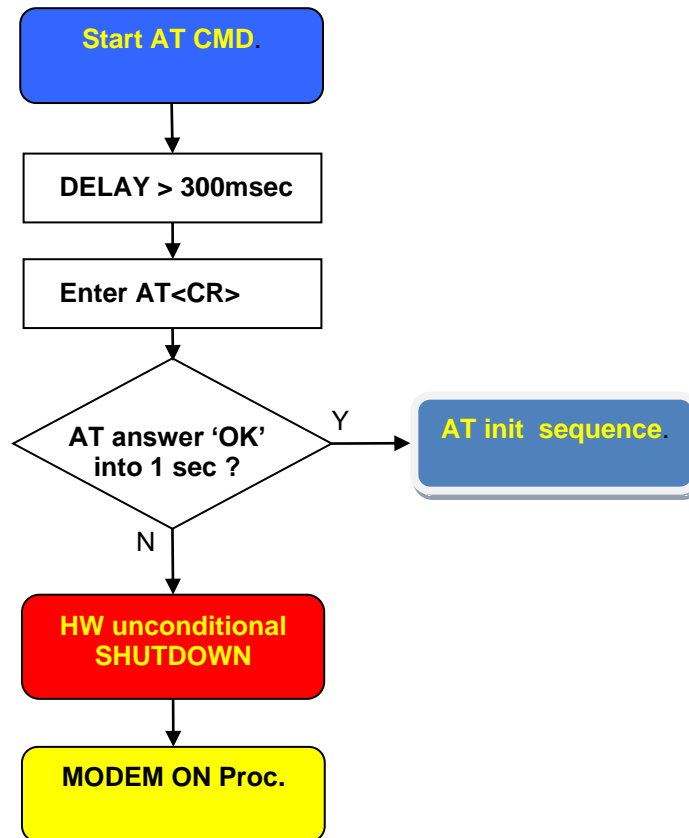 Start AT CMD.
DELAY > 300msec
Enter AT<CR>
AT answer ‘OK’
into 1 sec ?
Y
AT init sequence.
N
HW unconditional
SHUTDOWN
MODEM ON Proc.